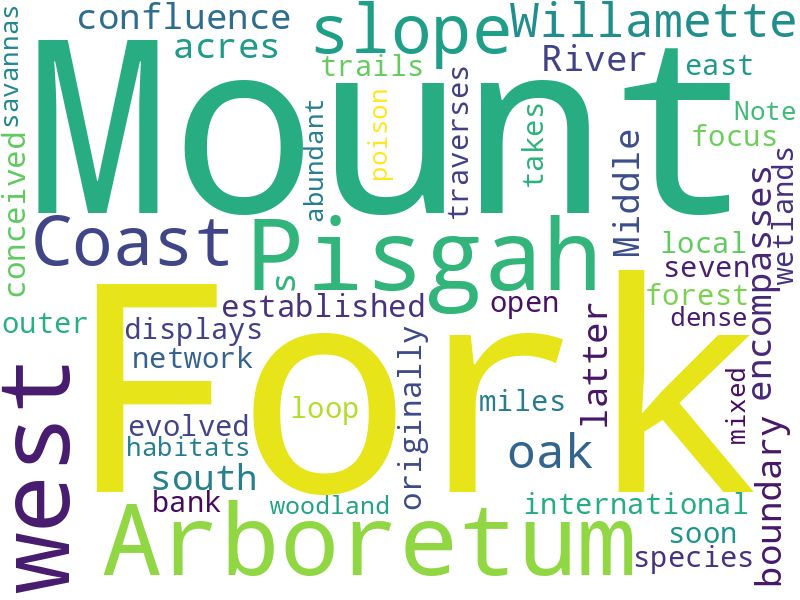 confluence
slope
Willamette
acres
River
trails
east
savannas
Mount
Note
poison
abundant
traverses
takes
Middle
focus
conceived
wetlands
Coast
Pisgah
encompasses
local
s
seven
forest
established
open
outer
displays
dense
network
originally
Fork
latter
west
loop
miles
mixed
evolved
oak
habitats
south
boundary
bank
woodland
international
Arboretum
soon
species